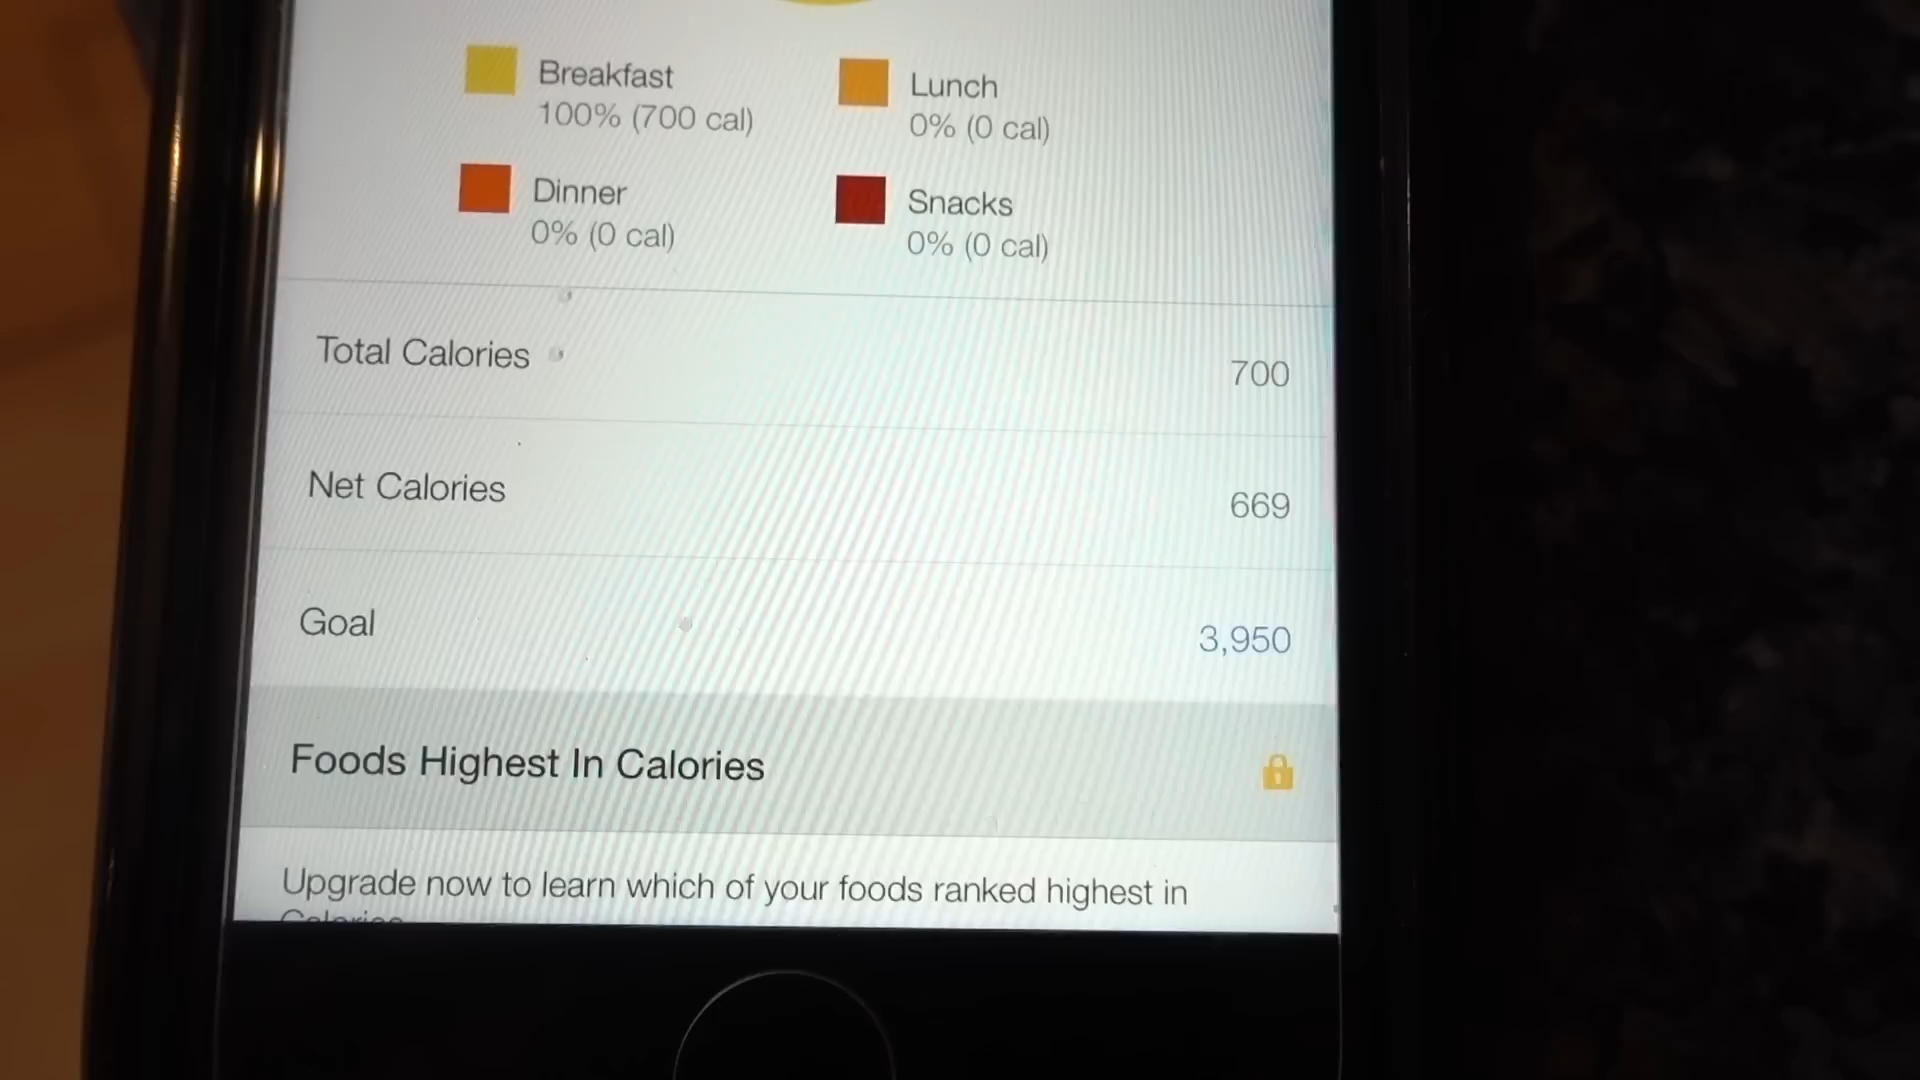 Breakfast
100% (700 cal)
Lunch
0% (0 cal)
Dinner
0% (0 cal)
Snacks
0% (0 cal)
Total Calories 700
Net Calories 669
Goal 3,950
Foods Highest In Calories
Upgrade now to learn which of your foods ranked highest in
Calories